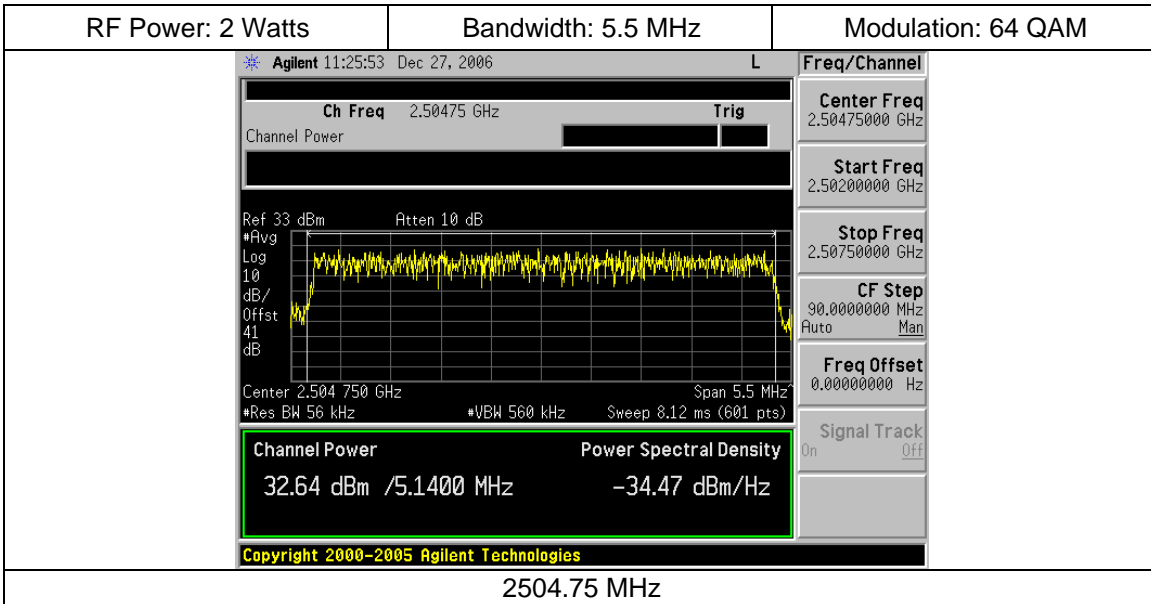 RF Power: 2 Watts
Bandwidth: 5.5 MHz
Modulation: 64 QAM
Agilent 11:25:53 Dec 27, 2006 L
Freq/Channel
Ch Freq 2.50475 GHz Trig
Channel Power
Center Freq
2.50475000 GHz
Start Freq
2.50200000 GHz
Stop Freq
2.50750000 GHz
CF Step
90.0000000 MHz
Auto Man
Freq Offset
0.00000000 Hz
Signal Track
On Off
Ref 33 dBm Atten 10 dB
#Avg
Log
10
dB/
Offst
41
dB
Center 2.504 750 GHz Span 5.5 MHz^
#Res BW 56 kHz #VBW 560 kHz Sweep 8.12 ms (601 pts)
Channel Power Power Spectral Density
32.64 dBm /5.1400 MHz -34.47 dBm/Hz
Copyright 2000-2005 Agilent Technologies
2504.75 MHz